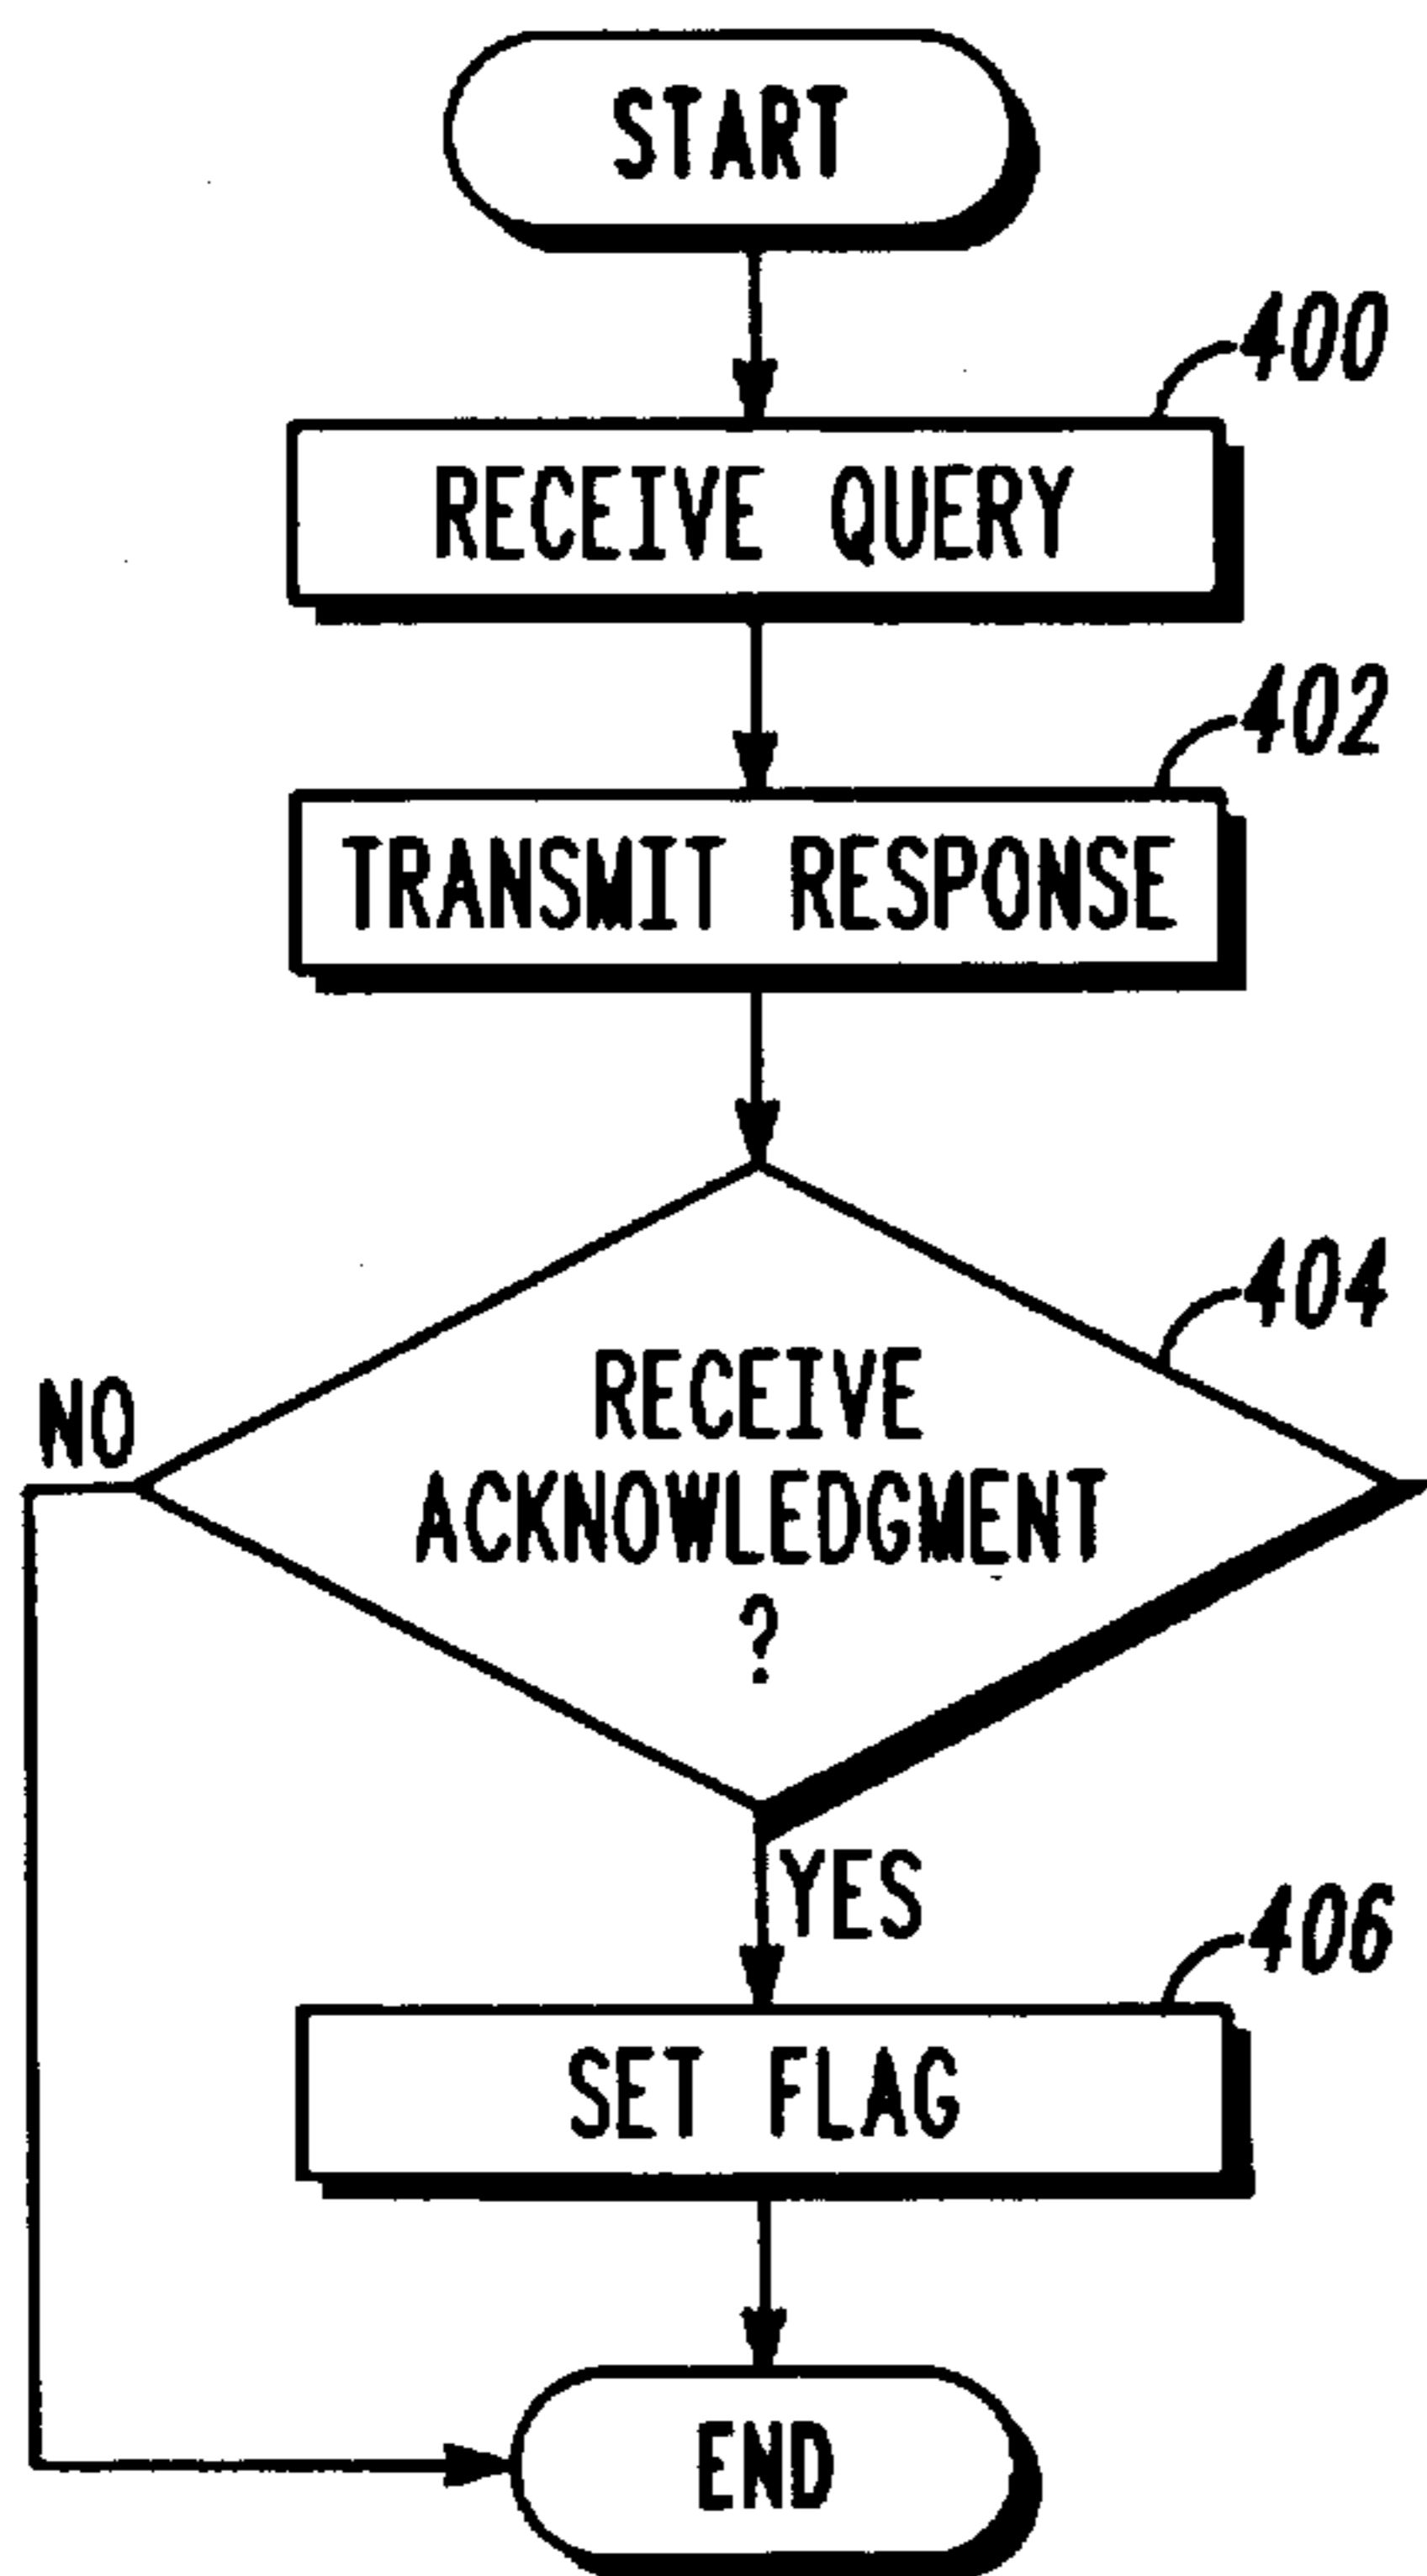 START
400
RECEIVE QUERY
402
TRANSMIT RESPONSE
404
RECEIVE
ACKNOWLEDGMENT
?
NO
YES
406
SET FLAG
END